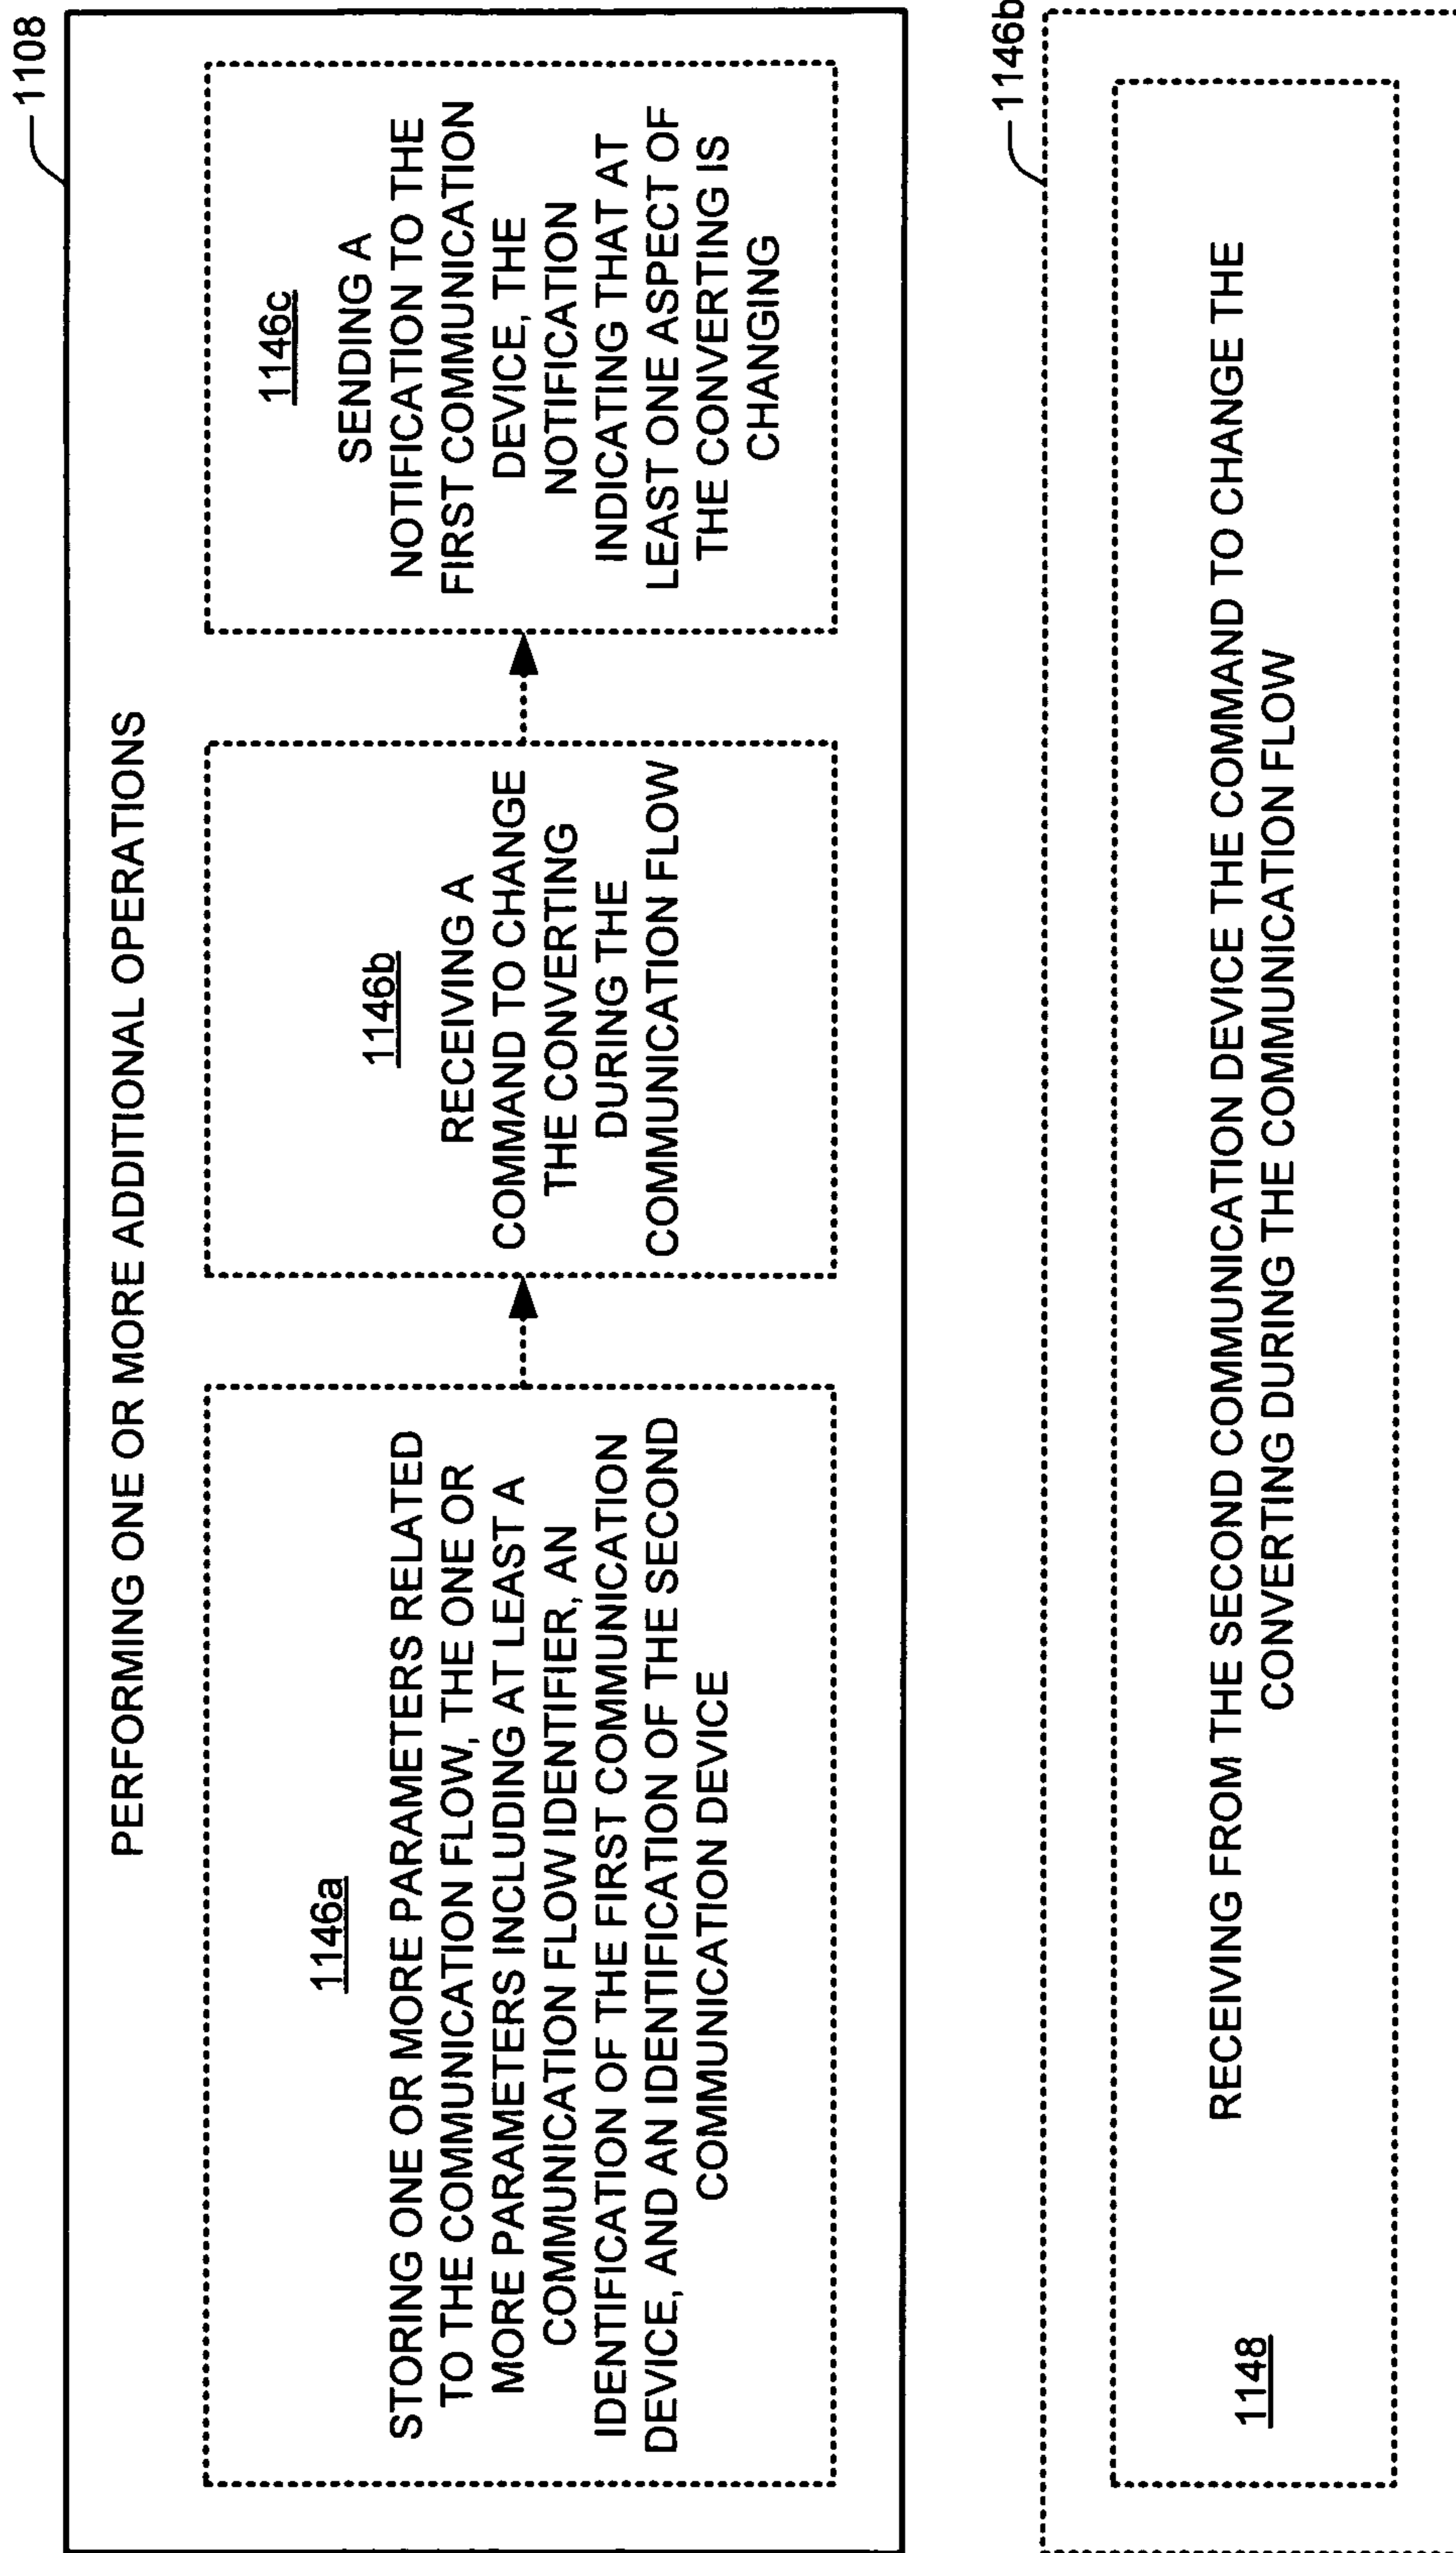 1108
PERFORMING ONE OR MORE ADDITIONAL OPERATIONS
1146a
STORING ONE OR MORE PARAMETERS RELATED
TO THE COMMUNICATION FLOW, THE ONE OR
MORE PARAMETERS INCLUDING AT LEAST A
COMMUNICATION FLOW IDENTIFIER, AN
IDENTIFICATION OF THE FIRST COMMUNICATION
DEVICE, AND AN IDENTIFICATION OF THE SECOND
COMMUNICATION DEVICE
1146b
RECEIVING A
COMMAND TO CHANGE
THE CONVERTING
DURING THE
COMMUNICATION FLOW
1146c
SENDING A
NOTIFICATION TO THE
FIRST COMMUNICATION
DEVICE, THE
NOTIFICATION
INDICATING THAT AT
LEAST ONE ASPECT OF
THE CONVERTING IS
CHANGING
1146b
1148
RECEIVING FROM THE SECOND COMMUNICATION DEVICE THE COMMAND TO CHANGE THE
CONVERTING DURING THE COMMUNICATION FLOW